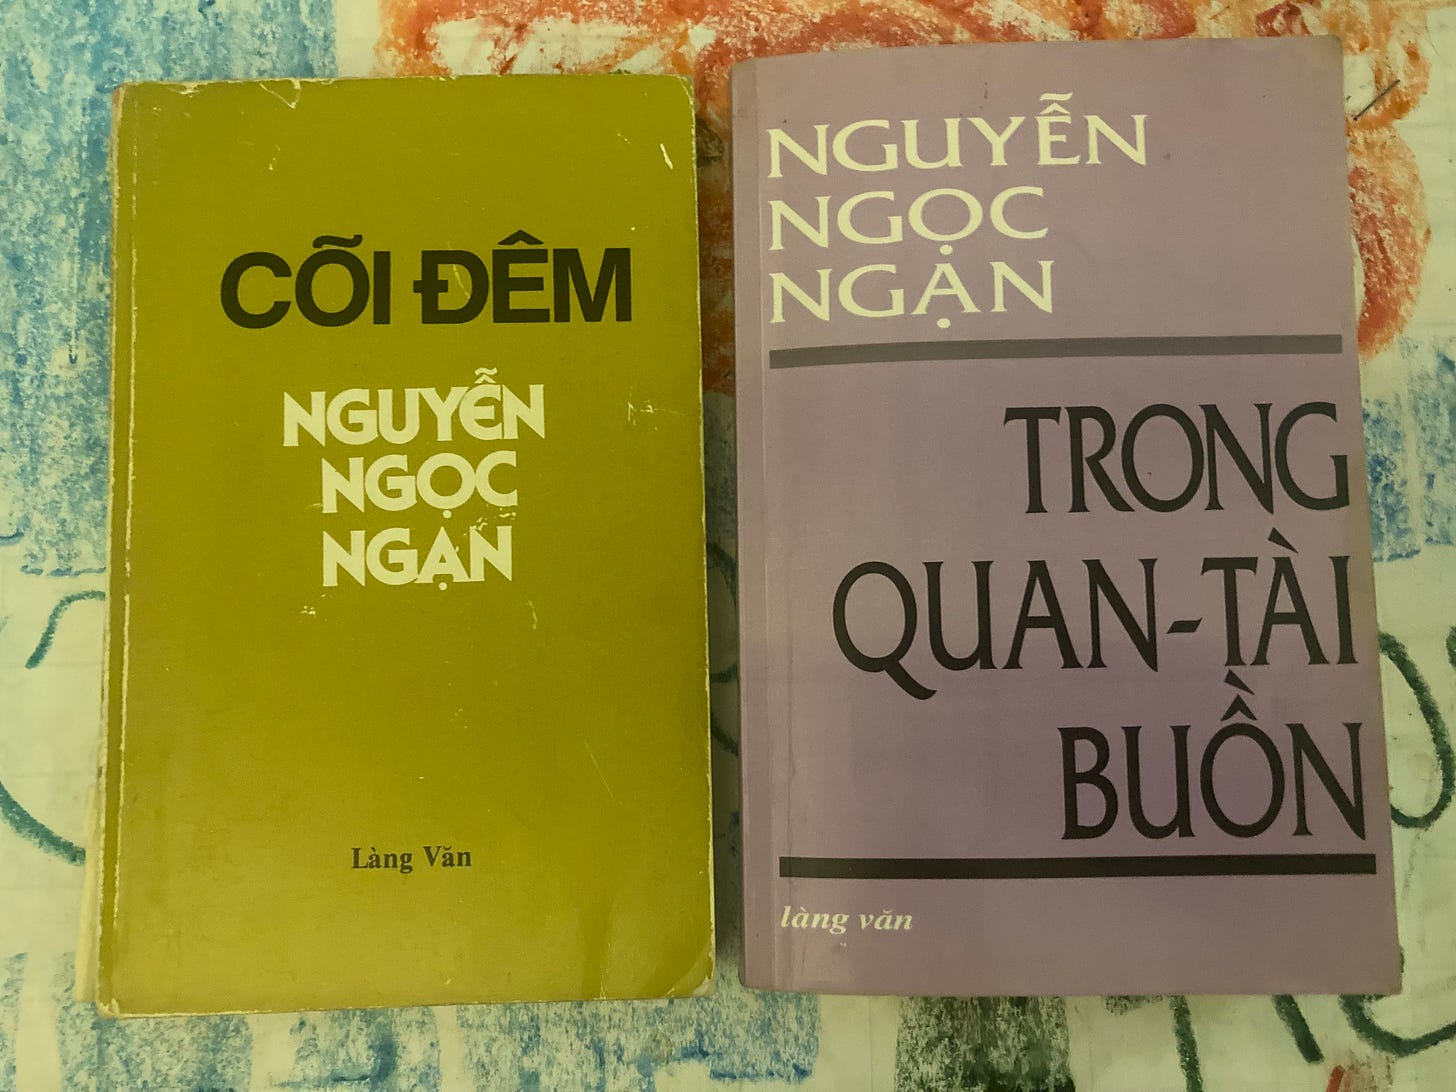 CÕI ĐÊM
NGUYỄN
NGỌC
NGẠN
Làng Văn
NGUYỄN
NGỌC
NGẠN
TRONG
QUAN-TÀI
BUỒN
làng văn